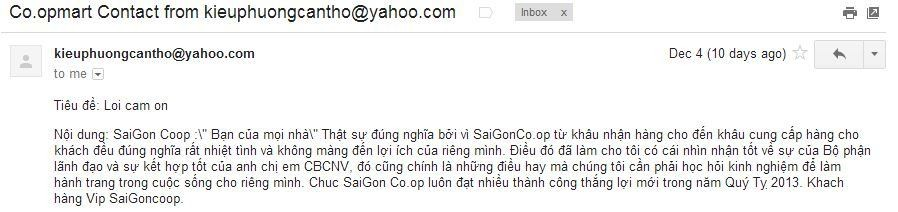 Co.opmart Contact from kieuphuongcantho@yahoo.com Inbox x
kieuphuongcantho@yahoo.com Dec 4 (10 days ago)
to me
Tiêu đề: Loi cam on
Nội dung: SaiGon Coop :\" Bạn của mọi nhà\" Thật sự đúng nghĩa bởi vì SaiGonCo.op từ khâu nhận hàng cho đến khâu cung cấp hàng cho
khách đều đúng nghĩa rất nhiệt tình và không màng đến lợi ích của riêng mình. Điều đó đã làm cho tôi có cái nhìn nhận tốt về sự của Bộ phận
lãnh đạo và sự kết hợp tốt của anh chị em CBCNV, đó cũng chính là những điều hay mà chúng tôi cần phải học hỏi kinh nghiệm để làm
hành trang trong cuộc sống cho riêng mình. Chuc SaiGon Co.op luôn đạt nhiều thành công thắng lợi mới trong năm Quý Tỵ 2013. Khach
hàng Vip SaiGoncoop.